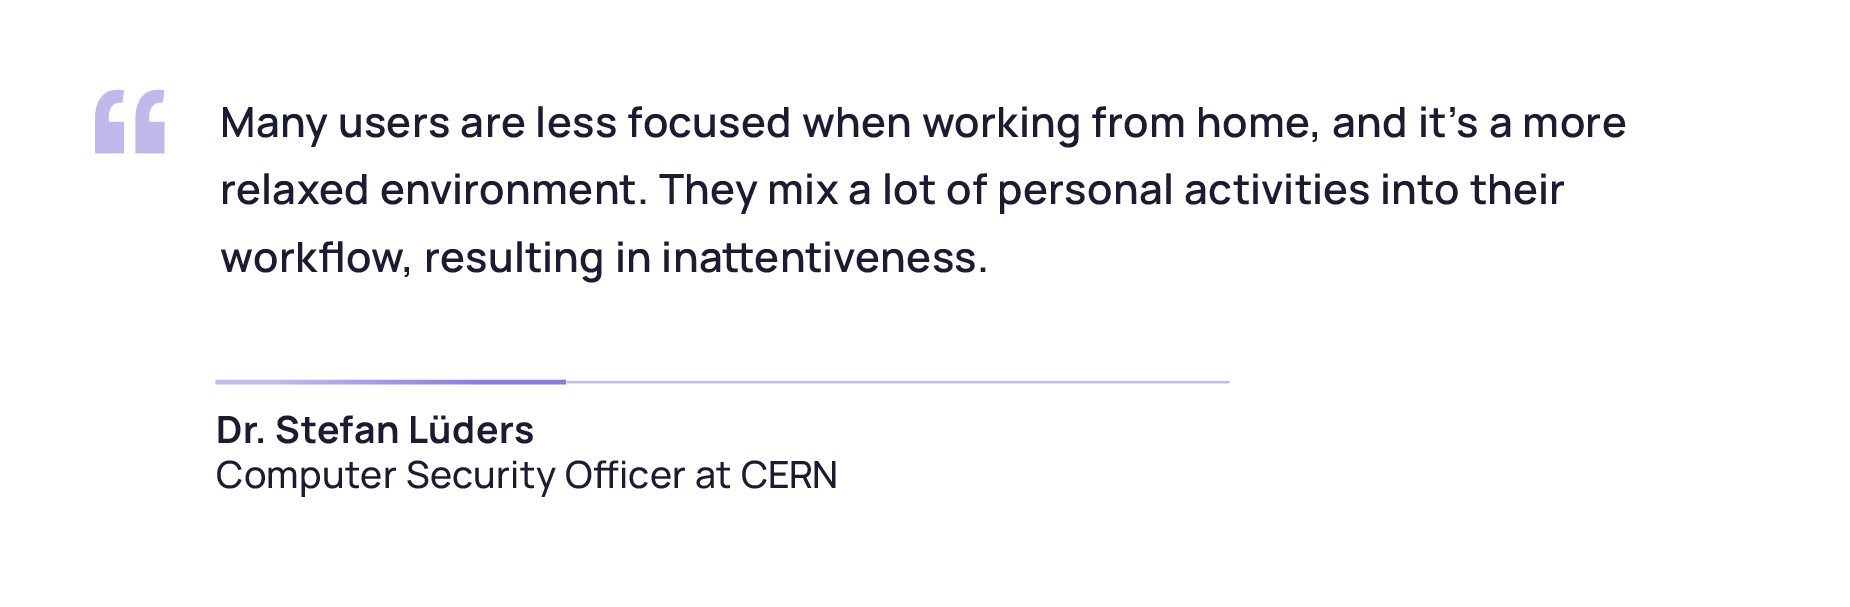 “
Many users are less focused when working from home, and it’s a more
relaxed environment. They mix a lot of personal activities into their
workflow, resulting in inattentiveness.
Dr. Stefan Lüders
Computer Security Officer at CERN